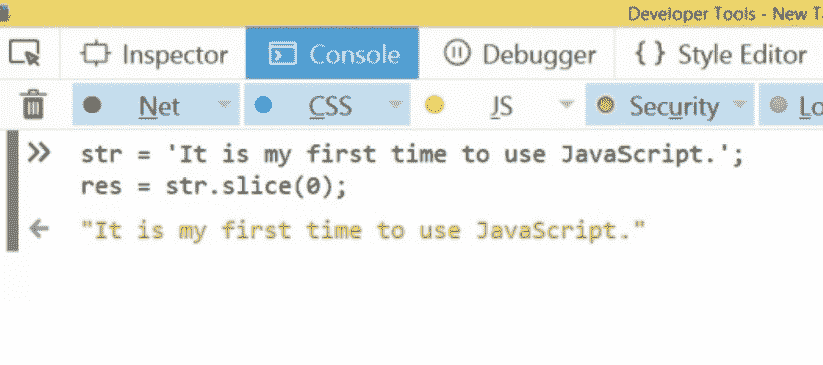 Developer Tools - New T
Inspector Console Debugger { } Style Editor
Net CSS JS Security Lo
>> str = 'It is my first time to use JavaScript.';
res = str.slice(0);
← "It is my first time to use JavaScript."